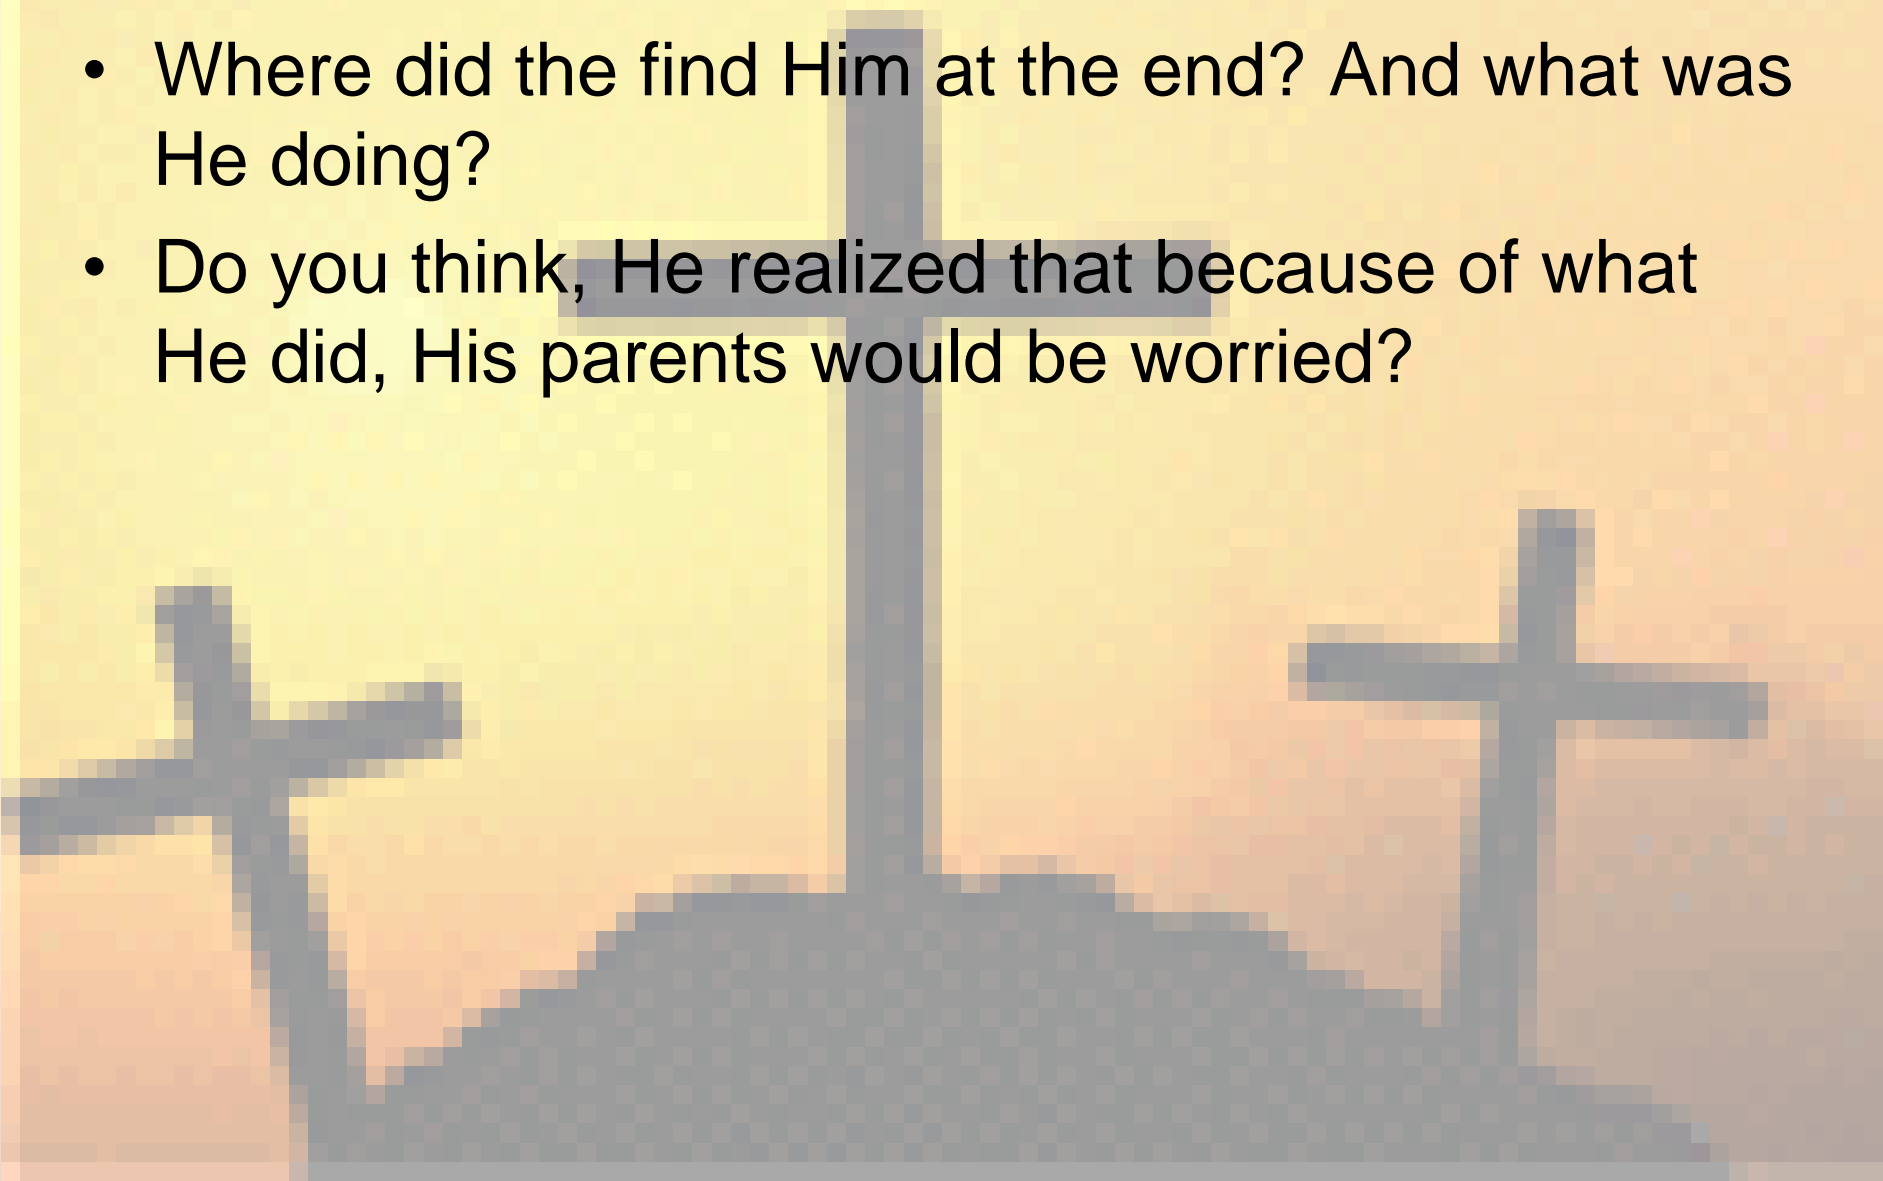 • Where did the find Him at the end? And what was
He doing?
• Do you think, He realized that because of what
He did, His parents would be worried?